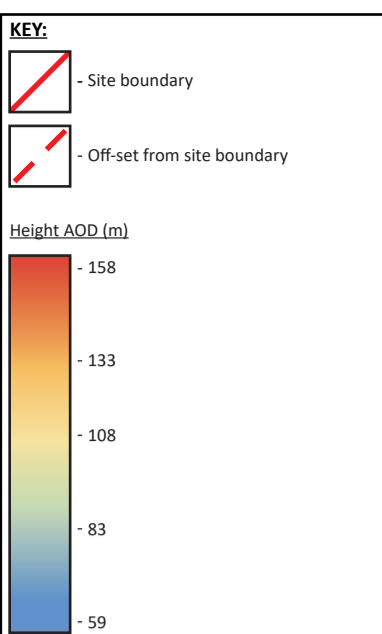 KEY:
- Site boundary
- Off-set from site boundary
Height AOD (m)
- 158
- 133
- 108
- 83
- 59